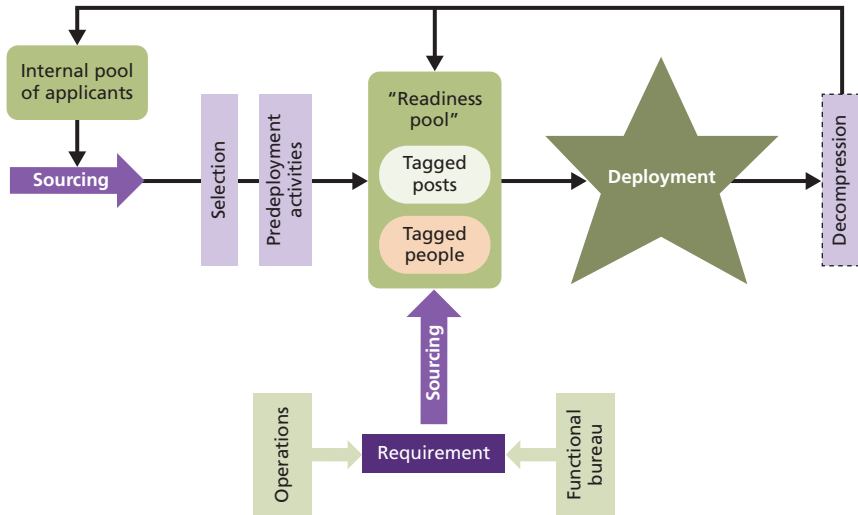 Internal pool
of applicants
Sourcing
Selection
Predeployment
activities
“Readiness
pool”
Tagged
posts
Tagged
people
Deployment
Decompression
Sourcing
Operations
Requirement
Functional
bureau